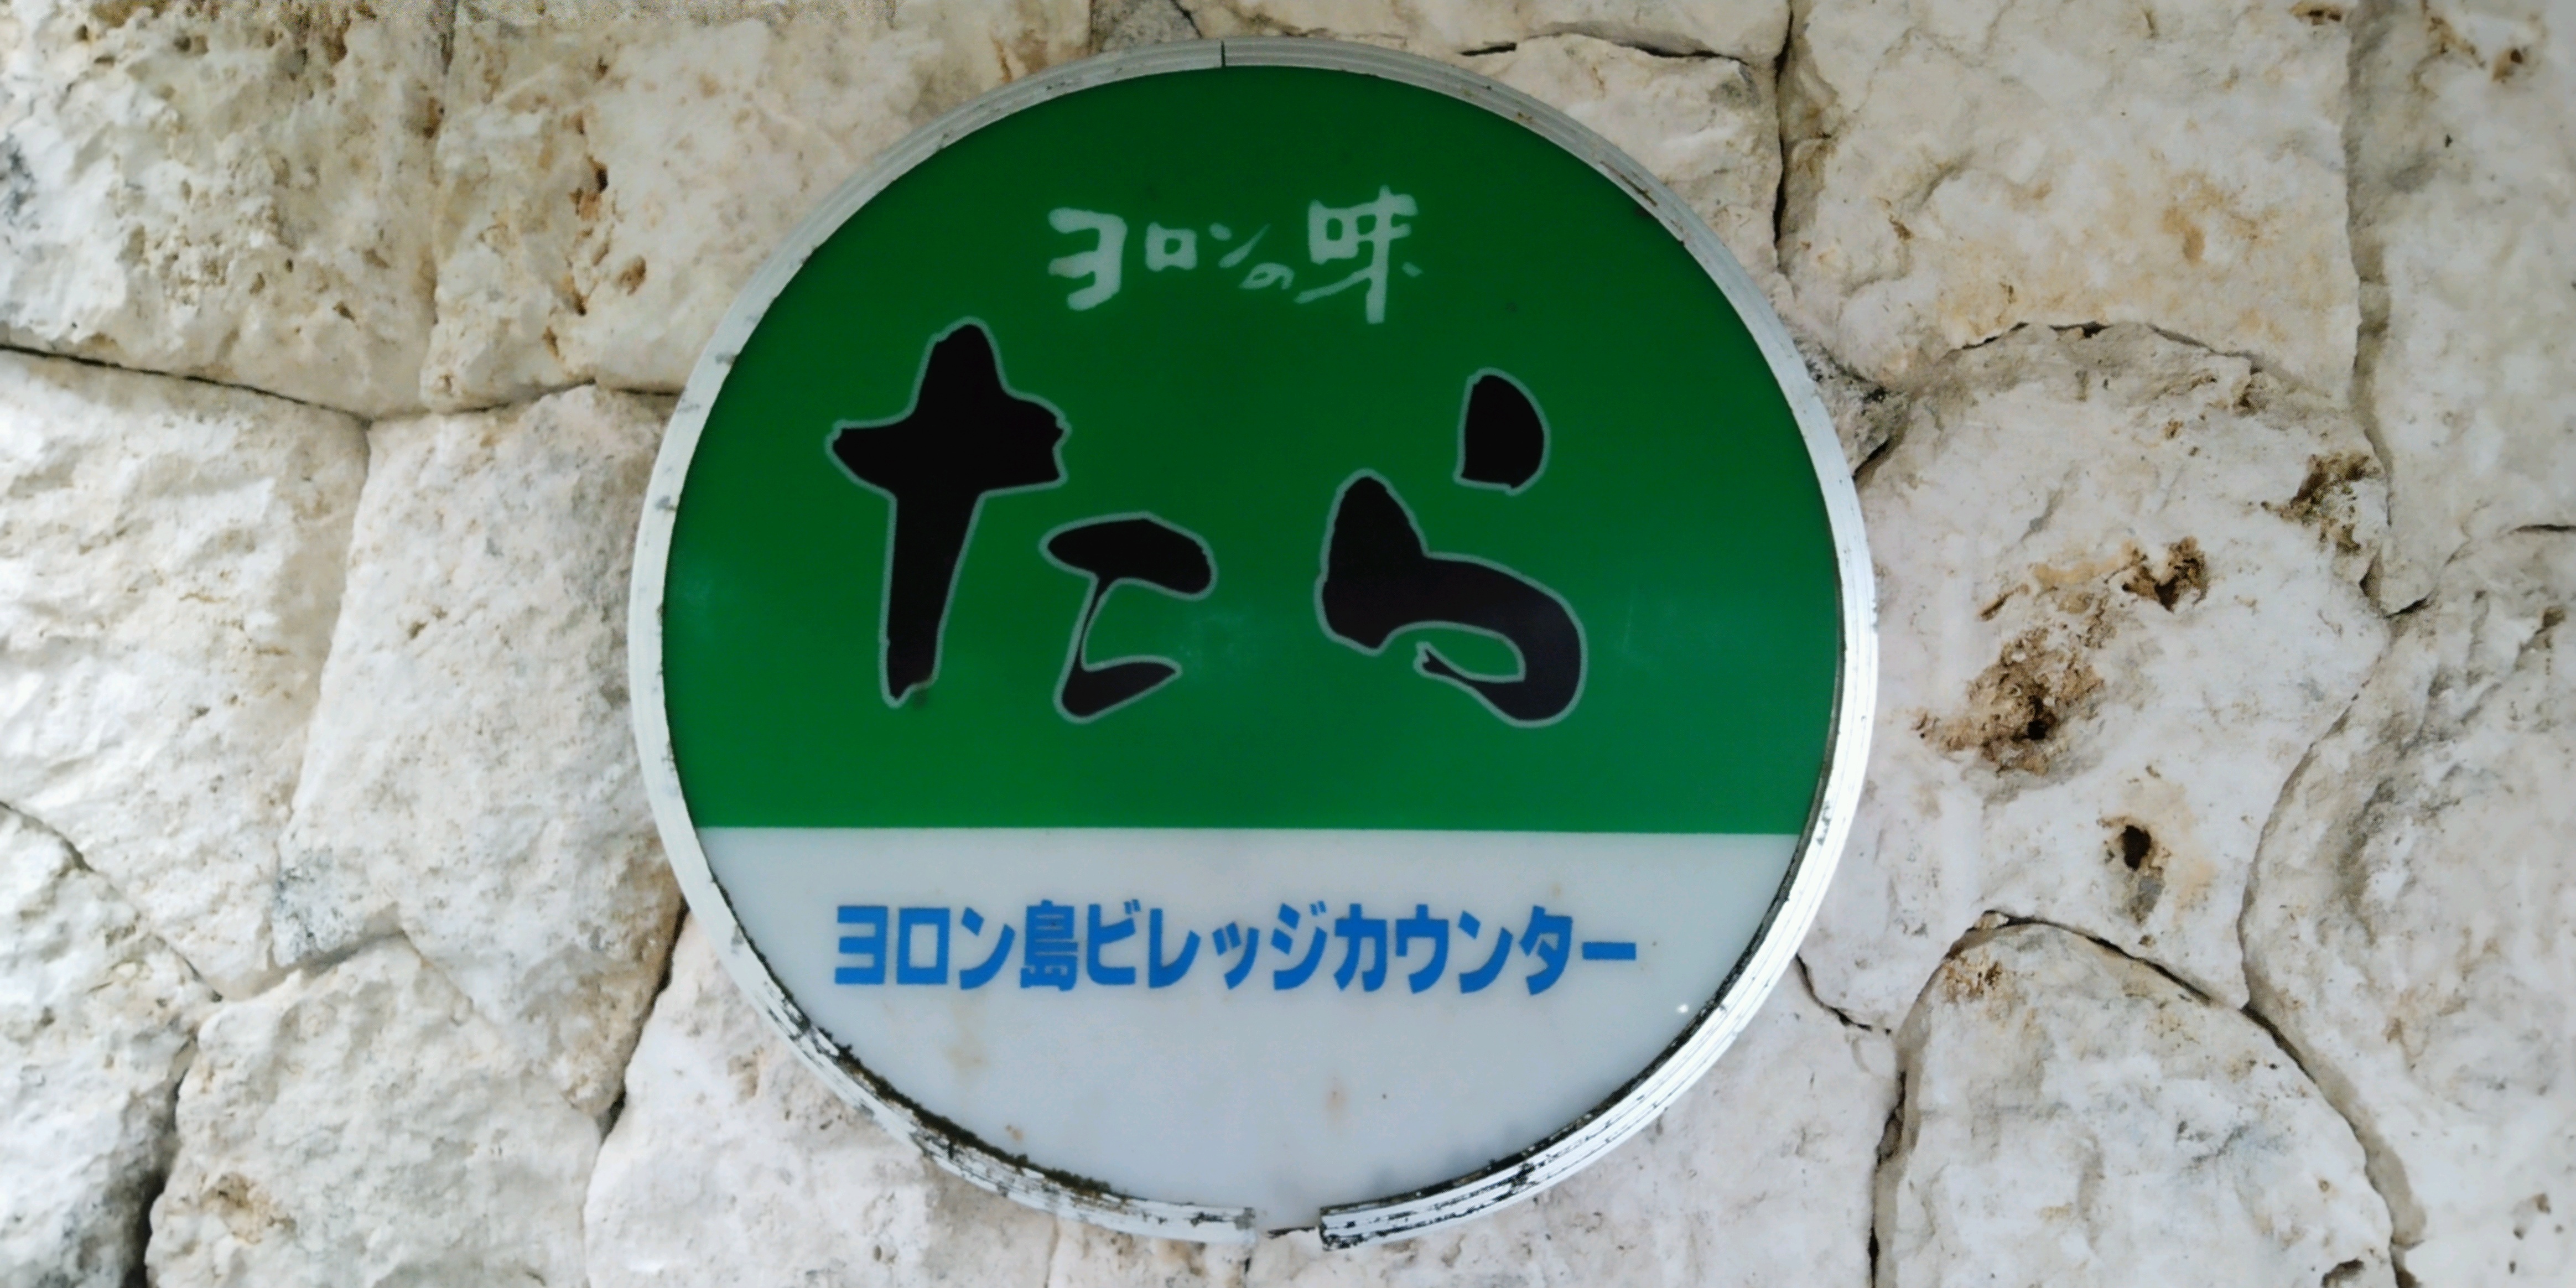 ヨロンの味
たら
ヨロン島ビレッジカウンター